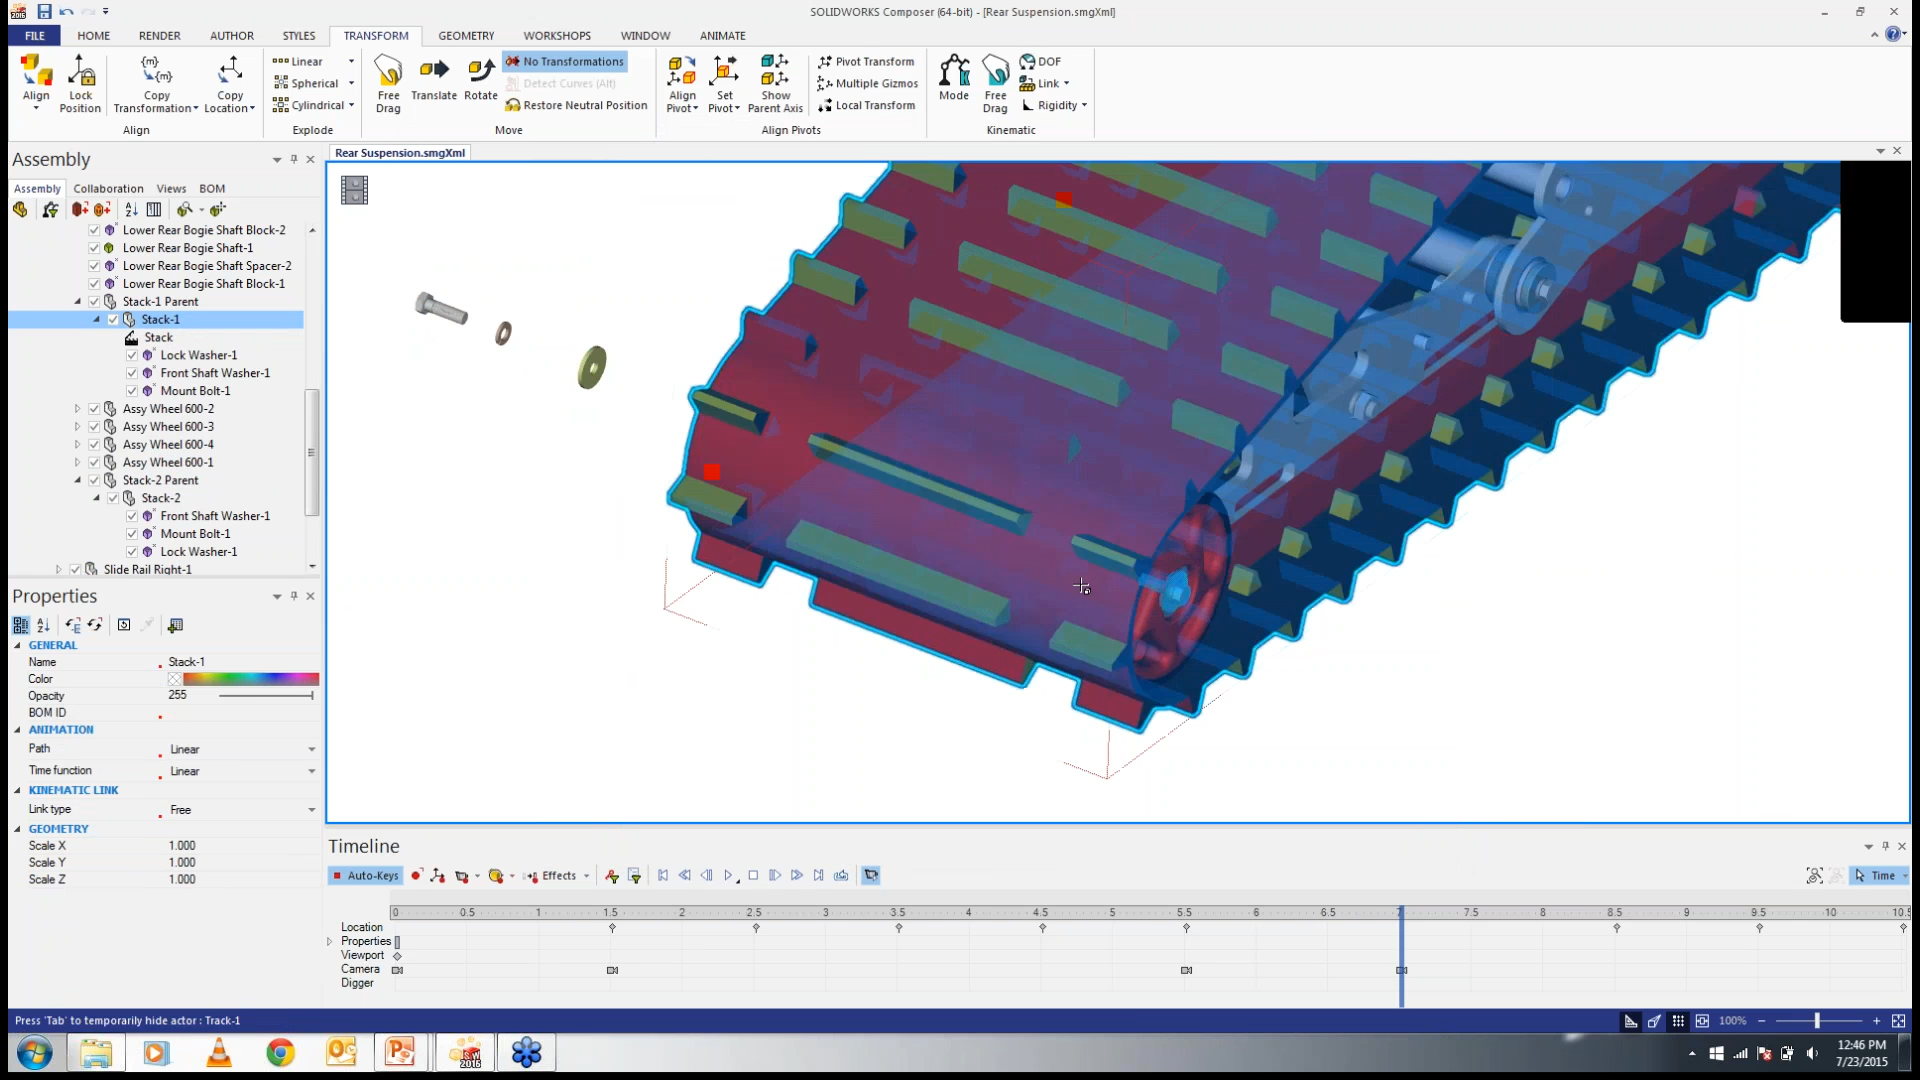 SOLIDWORKS Composer (64-bit) - [Rear Suspension.smgXml]
FILE HOME RENDER AUTHOR STYLES TRANSFORM GEOMETRY WORKSHOPS WINDOW ANIMATE
Align
Lock Position
Copy Transformation
Copy Location
Align
Linear
Spherical
Cylindrical
Explode
Free Drag
Translate
Rotate
No Transformations
Detect Curves (Alt)
Restore Neutral Position
Move
Align Pivot
Set Pivot
Show Parent Axis
Pivot Transform
Multiple Gizmos
Local Transform
Align Pivots
Mode
Free Drag
DOF
Link
Rigidity
Kinematic
Assembly
Rear Suspension.smgXml
Assembly Collaboration Views BOM
Lower Rear Bogie Shaft Block-2
Lower Rear Bogie Shaft-1
Lower Rear Bogie Shaft Spacer-2
Lower Rear Bogie Shaft Block-1
Stack-1 Parent
Stack-1
Stack
Lock Washer-1
Front Shaft Washer-1
Mount Bolt-1
Assy Wheel 600-2
Assy Wheel 600-3
Assy Wheel 600-4
Assy Wheel 600-1
Stack-2 Parent
Stack-2
Front Shaft Washer-1
Mount Bolt-1
Lock Washer-1
Slide Rail Right-1
Properties
GENERAL
Name Stack-1
Color
Opacity 255
BOM ID
ANIMATION
Path Linear
Time function Linear
KINEMATIC LINK
Link type Free
GEOMETRY
Scale X 1.000
Scale Y 1.000
Scale Z 1.000
Timeline
Auto-Keys Effects Time
0 0.5 1 1.5 2 2.5 3 3.5 4 4.5 5 5.5 6 6.5 7 7.5 8 8.5 9 9.5 10 10.5
Location
Properties
Viewport
Camera
Digger
Press 'Tab' to temporarily hide actor : Track-1
100%
12:46 PM
7/23/2015